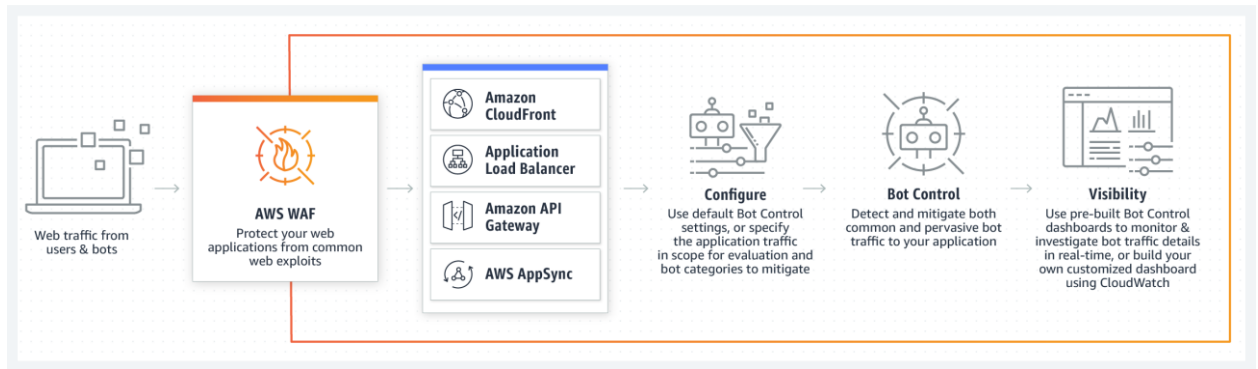 Web traffic from
users & bots
AWS WAF
Protect your web
applications from common
web exploits
Amazon
CloudFront
Application
Load Balancer
Amazon API
Gateway
AWS AppSync
Configure
Use default Bot Control
settings, or specify
the application traffic
in scope for evaluation and
bot categories to mitigate
Bot Control
Detect and mitigate both
common and pervasive bot
traffic to your application
Visibility
Use pre-built Bot Control
dashboards to monitor &
investigate bot traffic details
in real-time, or build your
own customized dashboard
using CloudWatch